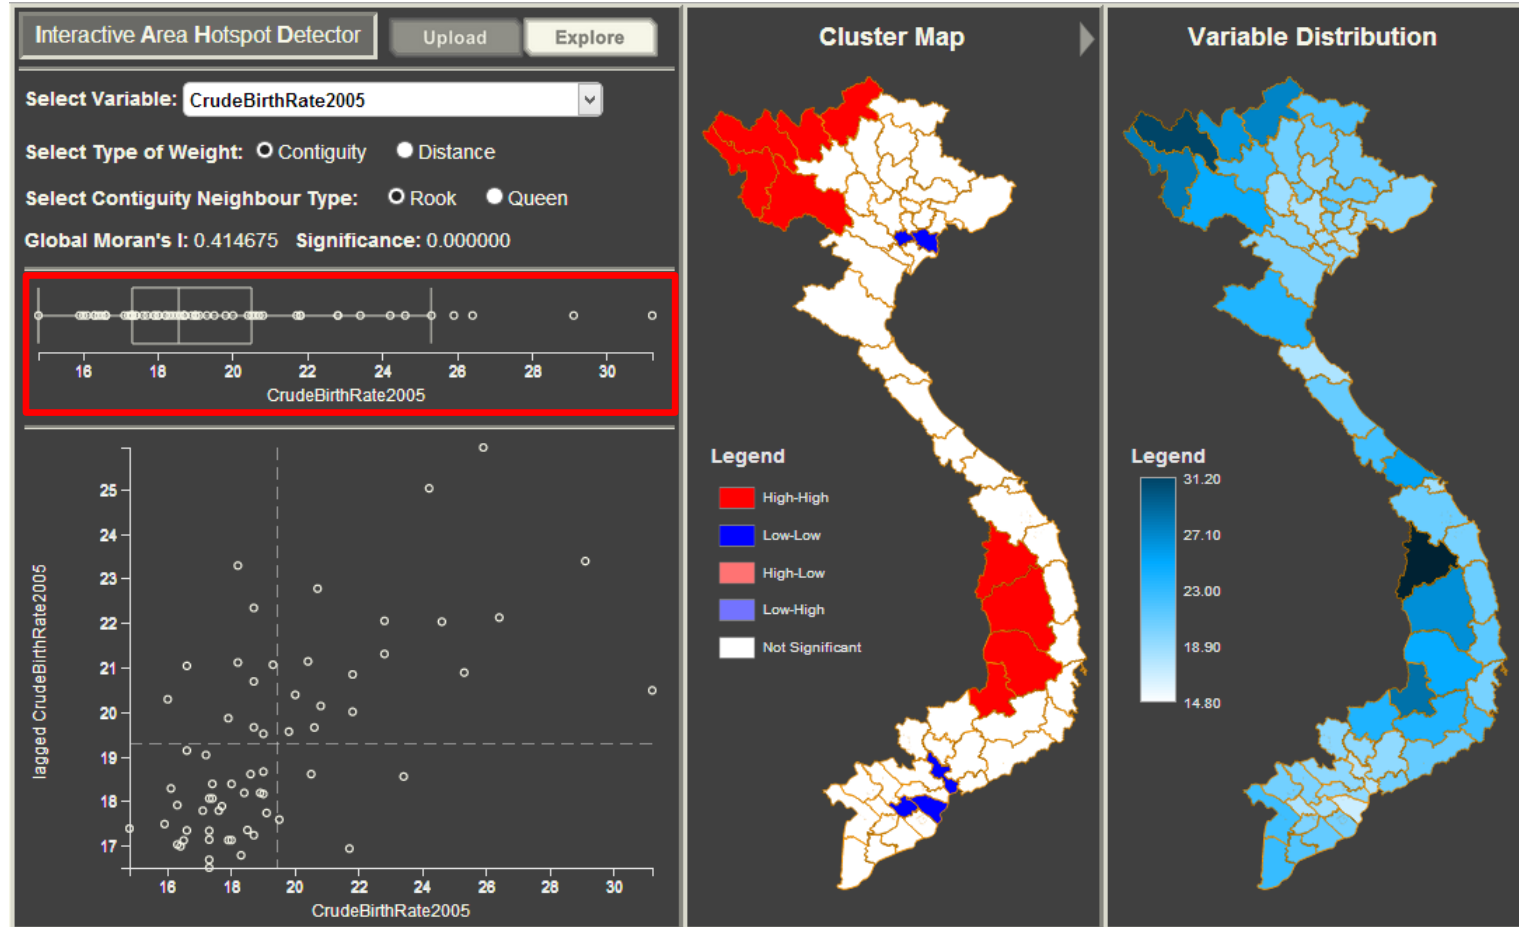 Interactive Area Hotspot Detector
Upload
Explore
Select Variable: CrudeBirthRate2005
Select Type of Weight: Contiguity Distance
Select Contiguity Neighbour Type: Rook Queen
Global Moran's I: 0.414675 Significance: 0.000000
16 18 20 22 24 26 28 30
CrudeBirthRate2005
25
24
23
22
21
20
19
18
17
lagged CrudeBirthRate2005
16 18 20 22 24 26 28 30
CrudeBirthRate2005
Cluster Map
Legend
High-High
Low-Low
High-Low
Low-High
Not Significant
Variable Distribution
Legend
31.20
27.10
23.00
18.90
14.80